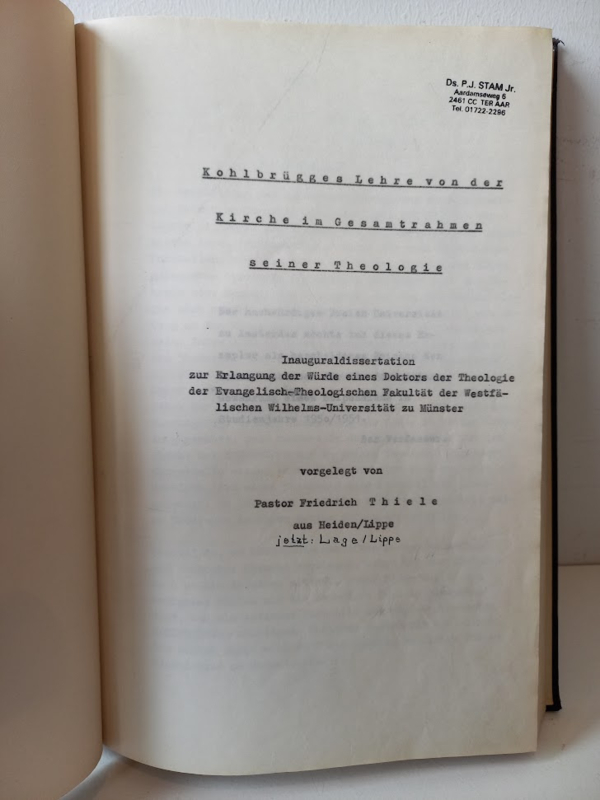 Ds. P.J. STAM Jr.
Aardamseweg 6
2461 CC TER AAR
Tel. 01722-2296
Kohlbrügges Lehre von der
Kirche im Gesamtrahmen
seiner Theologie
Inauguraldissertation
zur Erlangung der Würde eines Doktors der Theologie
der Evangelisch-Theologischen Fakultät der Westfä-
lischen Wilhelms-Universität zu Münster
vorgelegt von
Pastor Friedrich Thiele
aus Heiden/Lippe
jetzt: Lage/Lippe